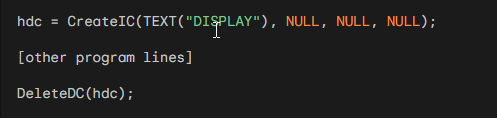 hdc = CreateIC(TEXT("DISPLAY"), NULL, NULL, NULL);
[other program lines]
DeleteDC(hdc);